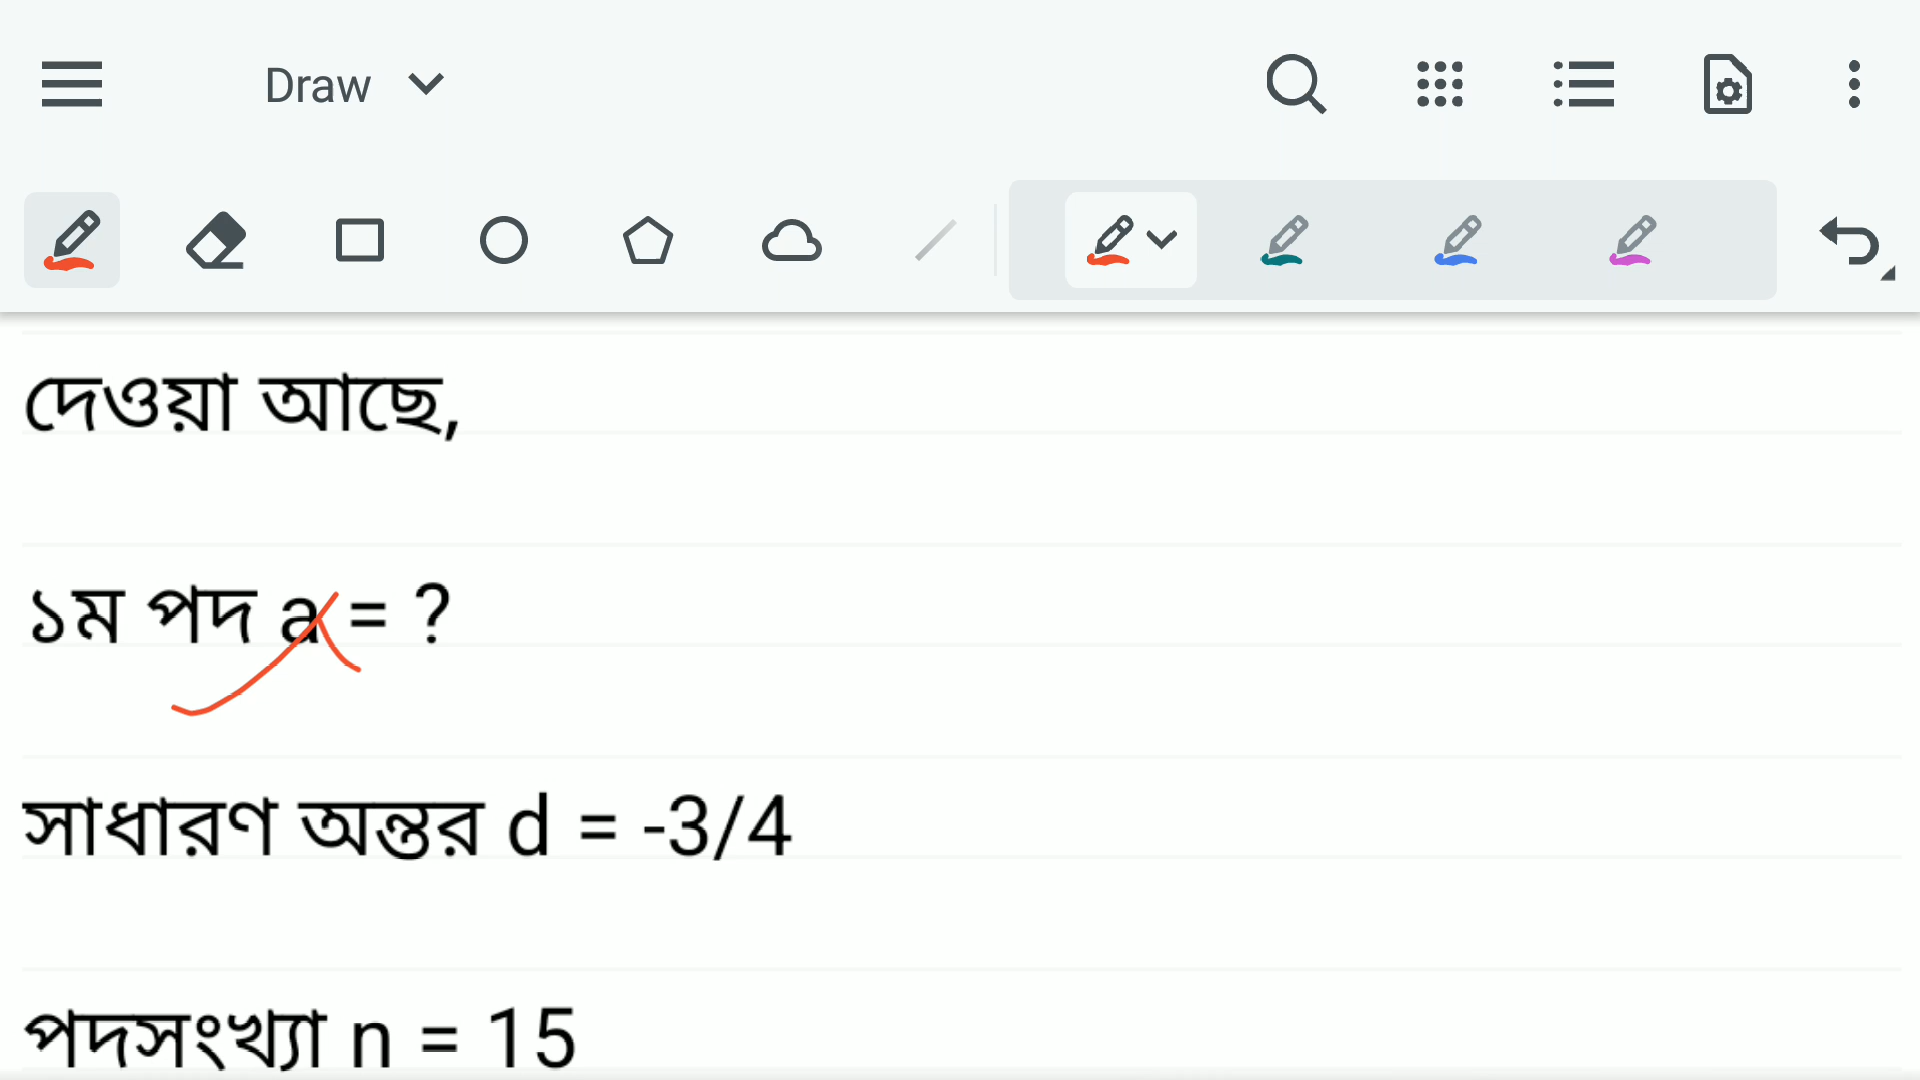 Draw
দেওয়া আছে,
১ম পদ a = ?
সাধারণ অন্তর d = -3/4
পদসংখ্যা n = 15